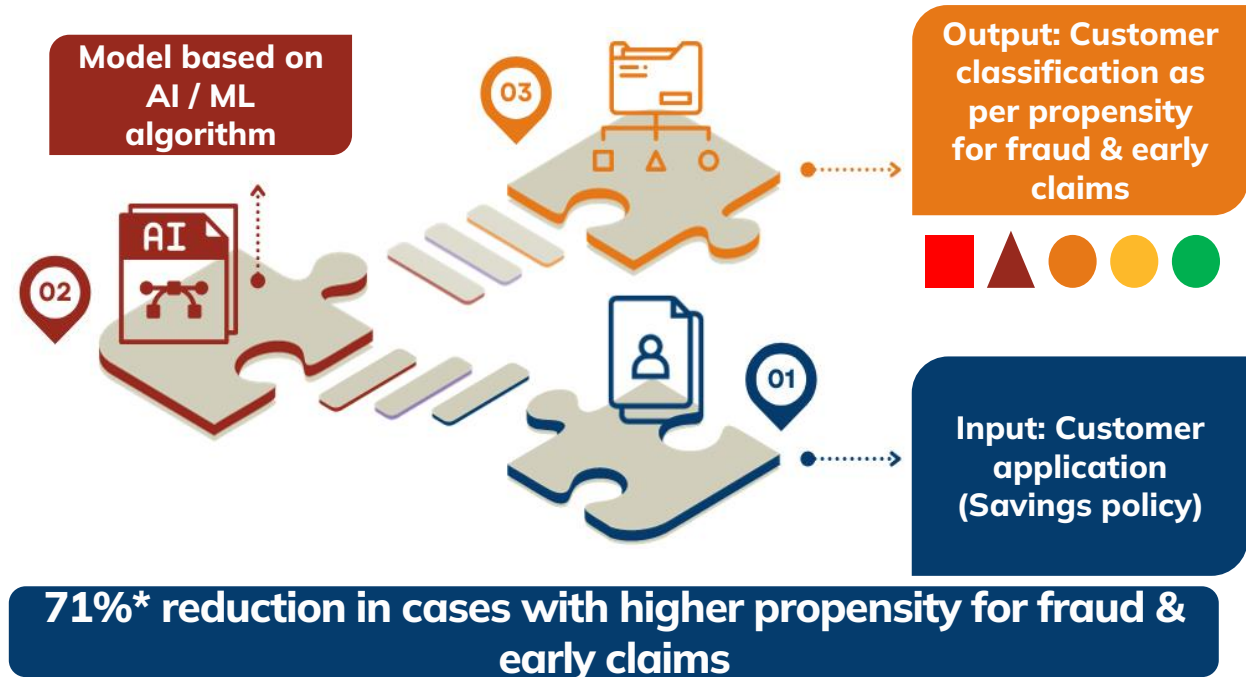 Model based on
AI / ML
algorithm
03
Output: Customer
classification as
per propensity
for fraud & early
claims
AI
02
01
Input: Customer
application
(Savings policy)
71%* reduction in cases with higher propensity for fraud &
early claims